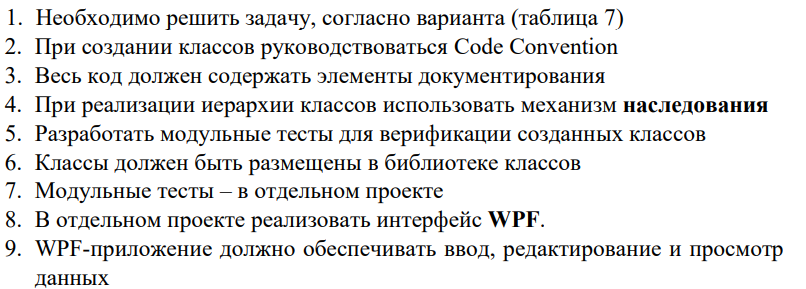 1. Необходимо решить задачу, согласно варианта (таблица 7)
2. При создании классов руководствоваться Code Convention
3. Весь код должен содержать элементы документирования
4. При реализации иерархии классов использовать механизм наследования
5. Разработать модульные тесты для верификации созданных классов
6. Классы должен быть размещены в библиотеке классов
7. Модульные тесты – в отдельном проекте
8. В отдельном проекте реализовать интерфейс WPF.
9. WPF-приложение должно обеспечивать ввод, редактирование и просмотр
данных